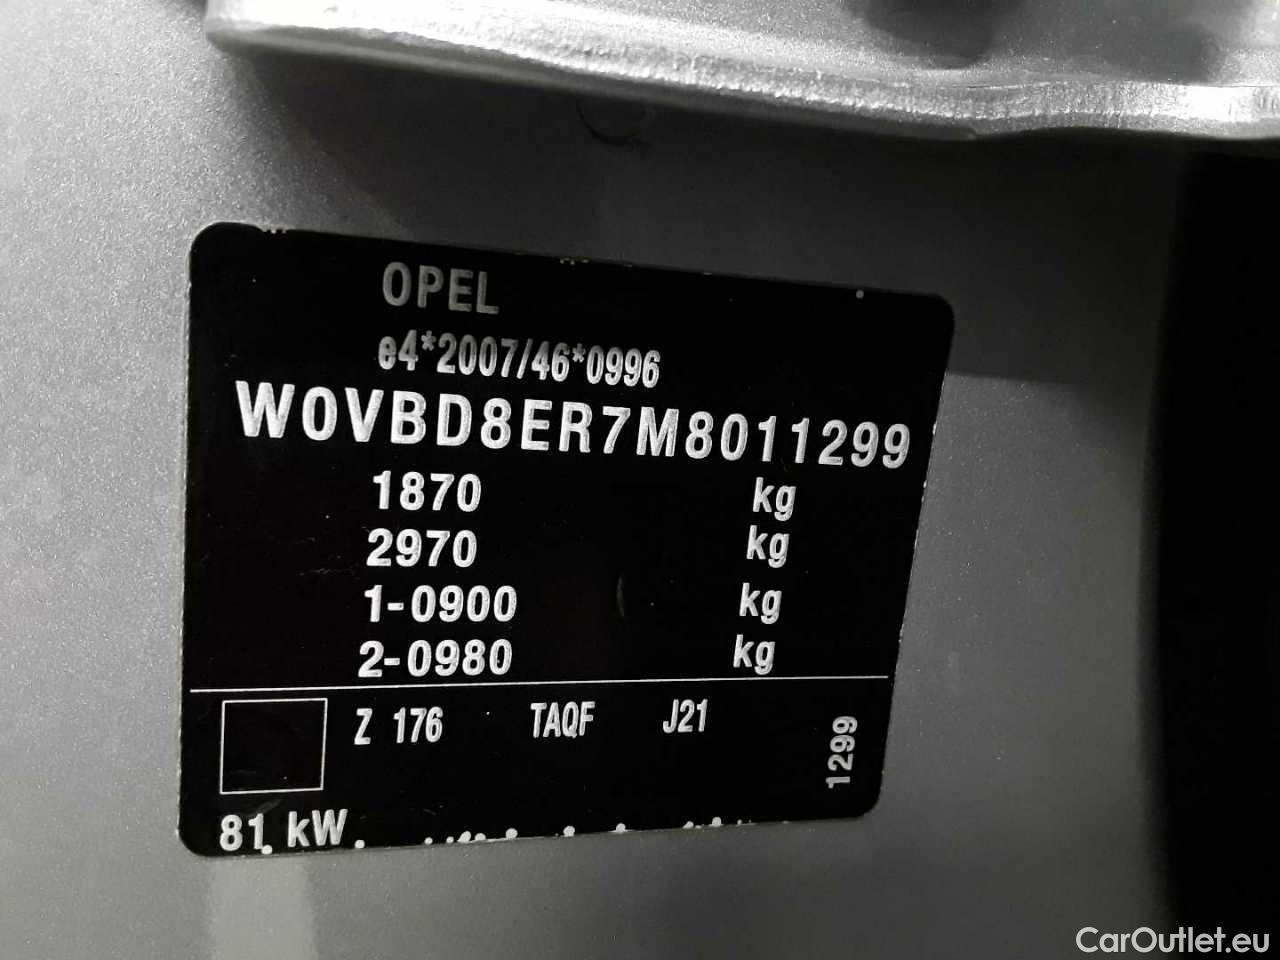 OPEL
e4*2007/46*0996
W0VBD8ER7M8011299
1870 kg
2970 kg
1-0900 kg
2-0980 kg
Z 176 TAQF J21
1299
81 kW
CarOutlet.eu